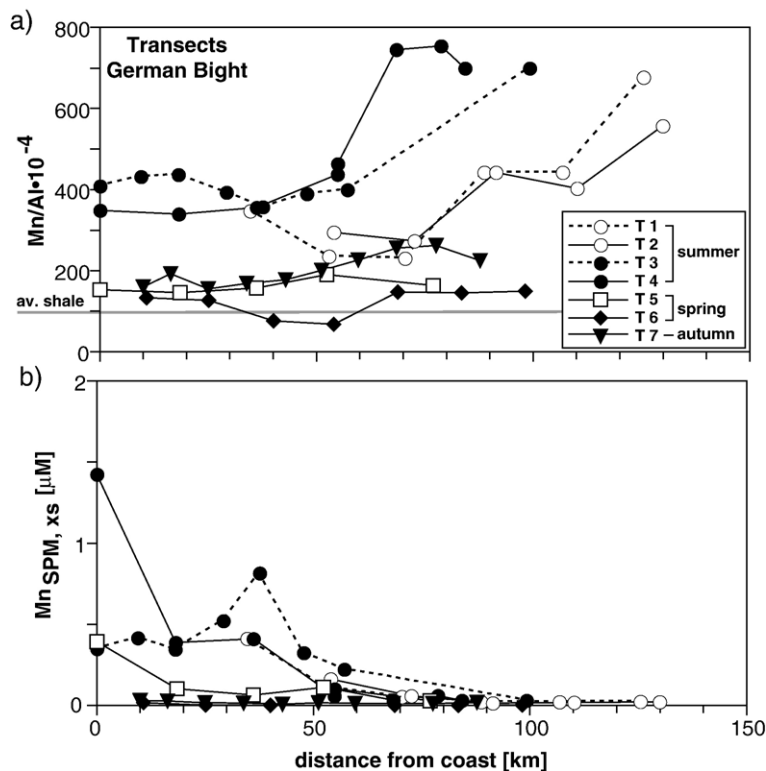 a)
Transects
German Bight
Mn/Al•10⁻⁴
800
600
400
200
av. shale
0
T 1
T 2
T 3
T 4
summer
T 5
T 6
spring
T 7
autumn
b)
Mn SPM, xs [µM]
2
1
0
0
50
100
150
distance from coast [km]